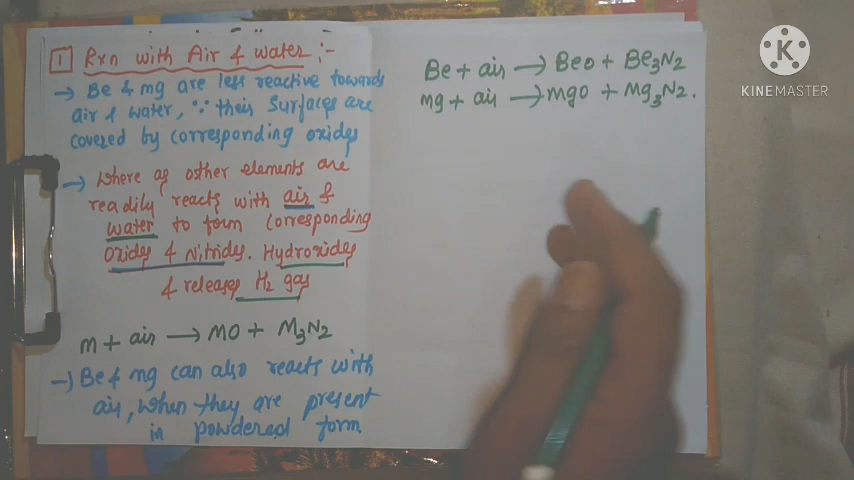 1 Rxn with Air & water :-
→ Be & mg are less reactive towards
air & water, ∵ their surfaces are
covered by corresponding oxides
→ Where as other elements are
readily reacts with air &
water to form corresponding
oxides & Nitrides. Hydroxides
& releases H2 gas
M + air → MO + M3N2
→ Be & mg can also reacts with
air, when they are present
in powdered form.
Be + air → BeO + Be3N2
Mg + air → MgO + Mg3N2.
KINEMASTER